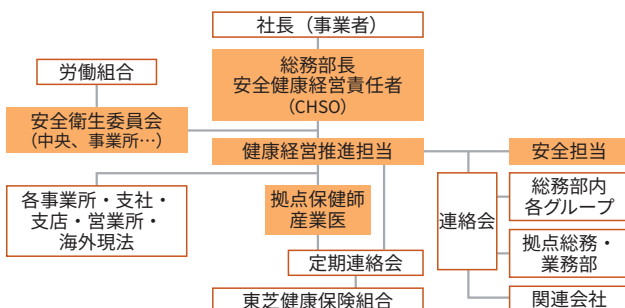 社長（事業者）
労働組合
総務部長
安全健康経営責任者
（CHSO）
安全衛生委員会
（中央、事業所…）
健康経営推進担当
安全担当
各事業所・支社・
支店・営業所・
海外現法
拠点保健師
産業医
連絡会
総務部内
各グループ
拠点総務・
業務部
定期連絡会
東芝健康保険組合
関連会社